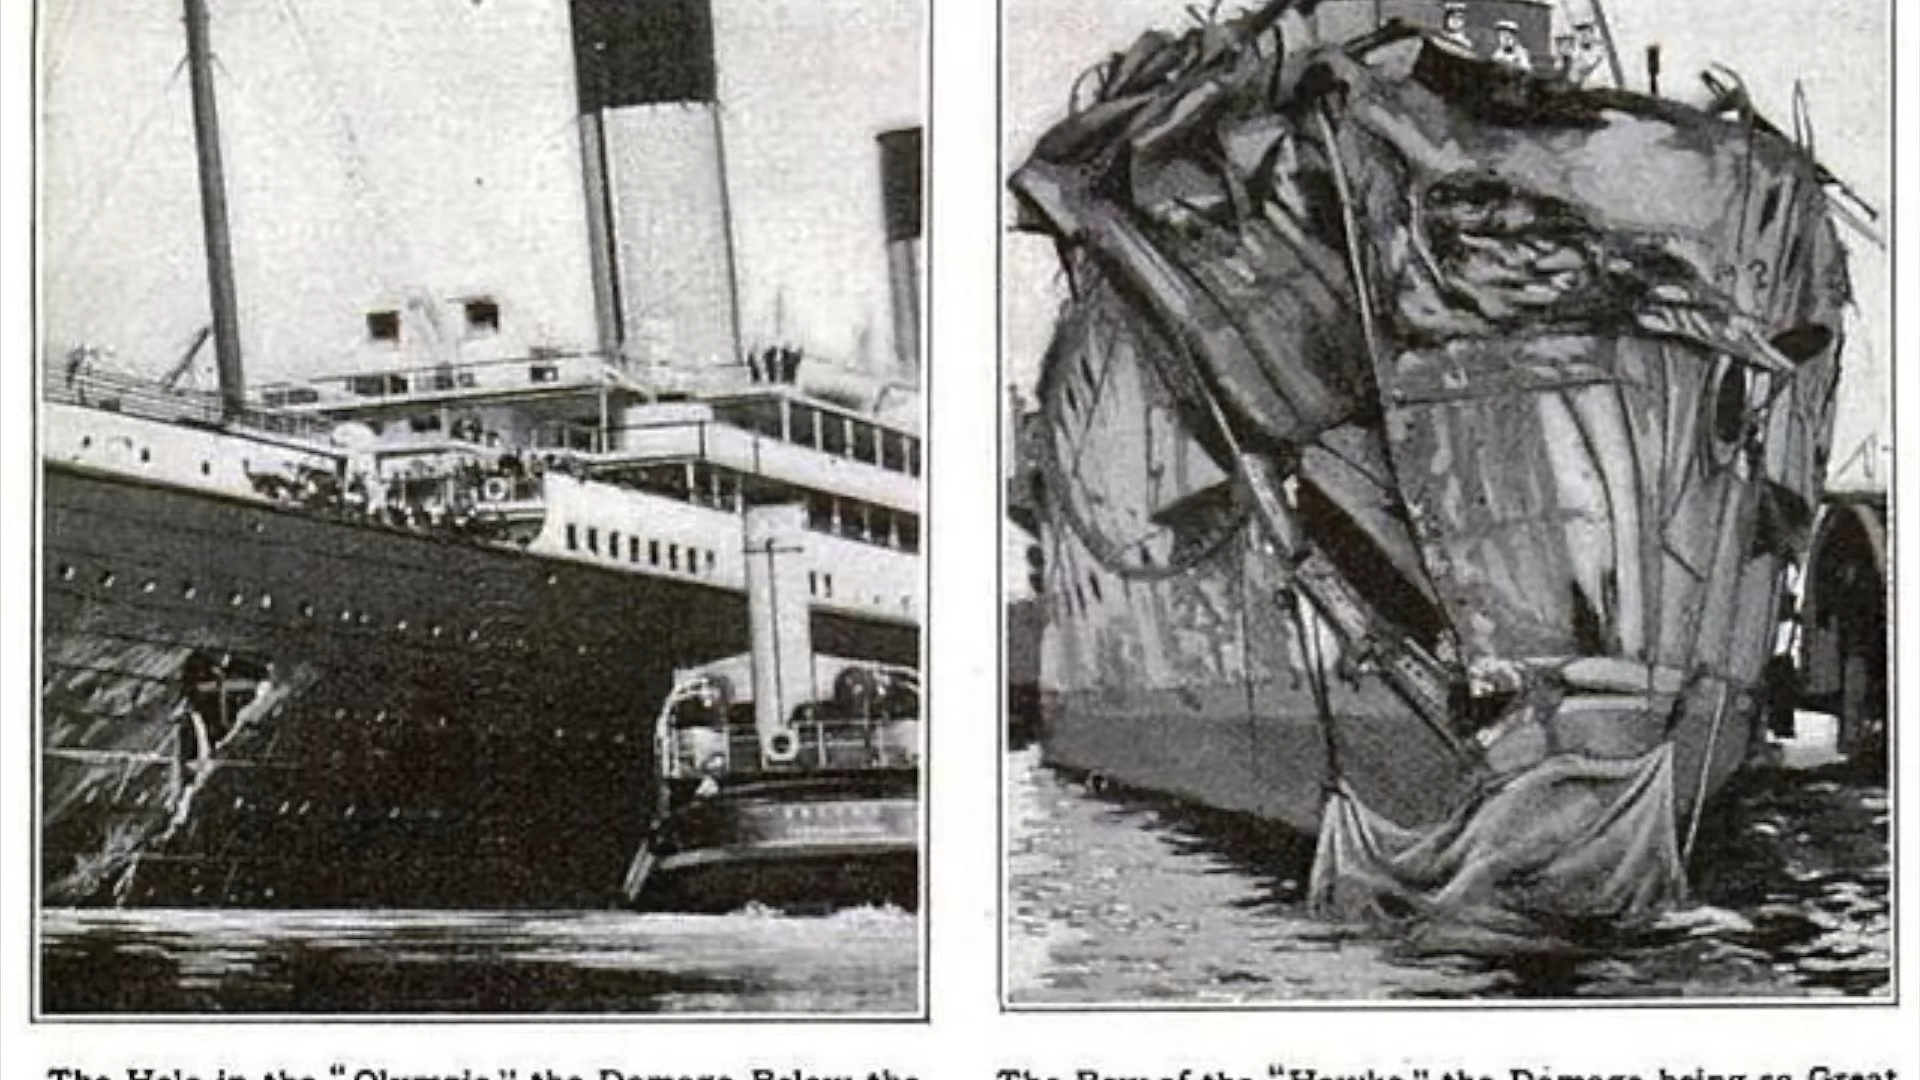 The Hole in the "Olympic," the Damage Below the
The Bow of the "Hawke," the Damage being so Great